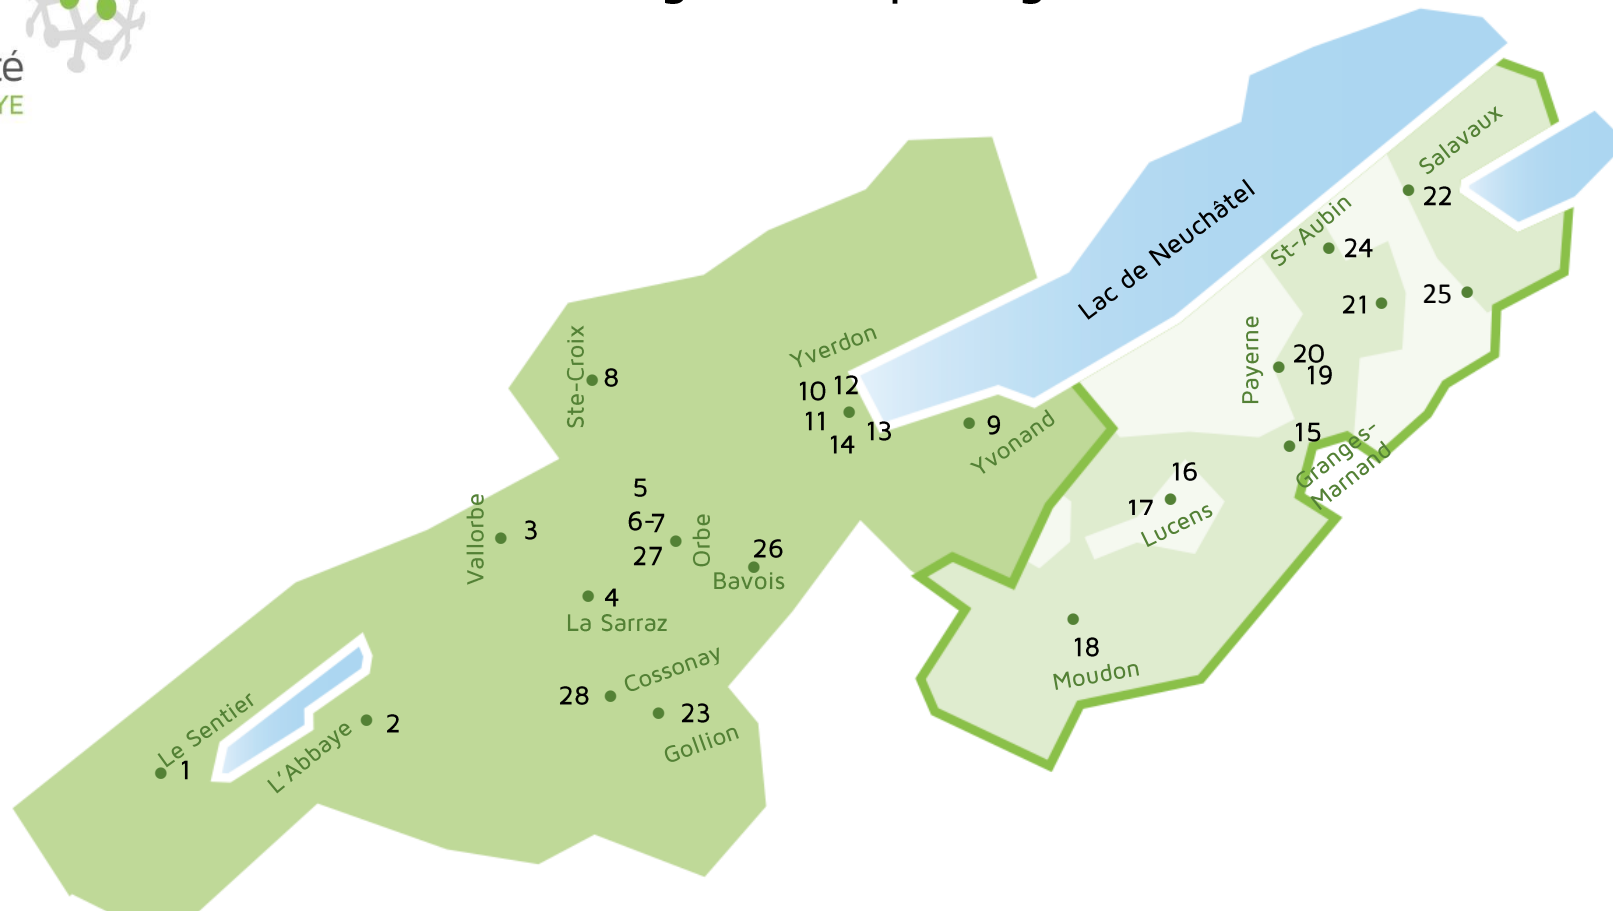 té
YE
Lac de Neuchâtel
Salavaux
22
St-Aubin
24
21
25
Payerne
20
19
15
Granges-
Marnand
Yverdon
10 12
11
13
14
9
Yvonand
Ste-Croix
8
16
17
Lucens
5
6-7
27
Orbe
Vallorbe
3
26
Bavois
4
La Sarraz
18
Moudon
Cossonay
28
23
Gollion
Le Sentier
1
L'Abbaye
2